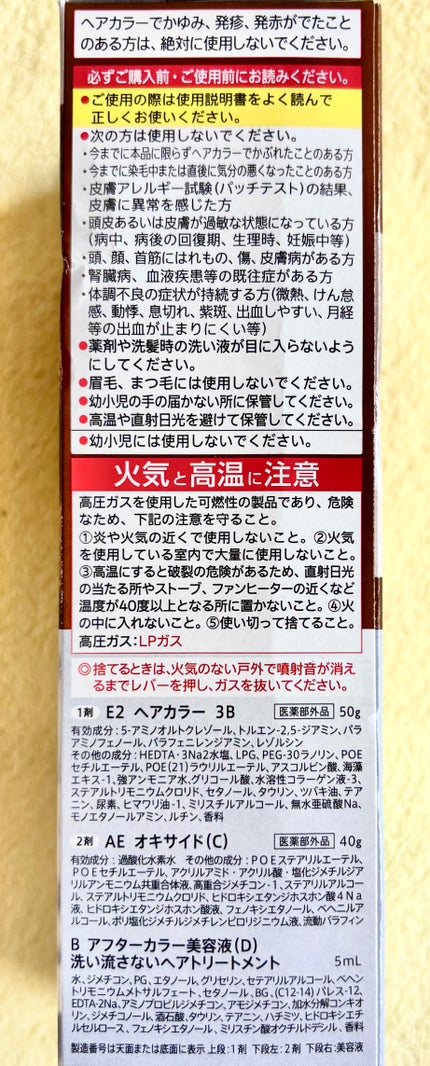 ヘアカラーでかゆみ、発疹、発赤がでたこと
のある方は、絶対に使用しないでください。
必ずご購入前・ご使用前にお読みください。
●ご使用の際は使用説明書をよく読んで
正しくお使いください。
●次の方は使用しないでください。
・今までに本品に限らずヘアカラーでかぶれたことのある方
・今までに染毛中または直後に気分の悪くなったことのある方
・皮膚アレルギー試験(パッチテスト)の結果、
皮膚に異常を感じた方
・頭皮あるいは皮膚が過敏な状態になっている方
(病中、病後の回復期、生理時、妊娠中等)
・頭、顔、首筋にはれもの、傷、皮膚病がある方
・腎臓病、血液疾患等の既往症がある方
・体調不良の症状が持続する方(微熱、けん怠
感、動悸、息切れ、紫斑、出血しやすい、月経
等の出血が止まりにくい等)
●薬剤や洗髪時の洗い液が目に入らないよう
にしてください。
●眉毛、まつ毛には使用しないでください。
●幼小児の手の届かない所に保管してください。
●高温や直射日光を避けて保管してください。
●幼小児には使用しないでください。
火気と高温に注意
高圧ガスを使用した可燃性の製品であり、危険
なため、下記の注意を守ること。
①炎や火気の近くで使用しないこと。②火気
を使用している室内で大量に使用しないこと。
③高温にすると破裂の危険があるため、直射日光
の当たる所やストーブ、ファンヒーターの近くなど
温度が40度以上となる所に置かないこと。④火
の中に入れないこと。⑤使い切って捨てること。
高圧ガス:LPガス
◎捨てるときは、火気のない戸外で噴射音が消え
るまでレバーを押し、ガスを抜いてください。
1剤 E2 ヘアカラー 3B 医薬部外品 50g
有効成分:5-アミノオルトクレゾール、トルエン-2,5-ジアミン、パラ
アミノフェノール、パラフェニレンジアミン、レゾルシン
その他の成分:HEDTA・3Na2水塩、LPG、PEG-30ラノリン、POE
セチルエーテル、POE(21)ラウリルエーテル、アスコルビン酸、海藻
エキス-1、強アンモニア水、グリコール酸、水溶性コラーゲン液-3、
ステアルトリモニウムクロリド、セタノール、タウリン、ツバキ油、テア
ニン、尿素、ヒマワリ油-1、ミリスチルアルコール、無水亜硫酸Na、
モノエタノールアミン、ルチン、香料
2剤 AE オキサイド(C) 医薬部外品 40g
有効成分:過酸化水素水 その他の成分:POEステアリルエーテル、
POEセチルエーテル、アクリルアミド・アクリル酸・塩化ジメチルジア
リルアンモニウム共重合体液、高重合ジメチコン-1、ステアリルアルコー
ル、ステアルトリモニウムクロリド、ヒドロキシエタンジホスホン酸4Na
液、ヒドロキシエタンジホスホン酸液、フェノキシエタノール、ベヘニルア
ルコール、ポリ塩化ジメチルジメチレンピロリジニウム液、流動パラフィン
B アフターカラー美容液(D)
洗い流さないヘアトリートメント 5mL
水、ジメチコン、PG、エタノール、グリセリン、セテアリルアルコール、ベヘン
トリモニウムメトサルフェート、セタノール、BG、(C12-14)パレス-12、
EDTA-2Na、アミノプロピルジメチコン、アモジメチコン、加水分解コンキオ
リン、ジメチコノール、酒石酸、タウリン、テアニン、ハチミツ、ヒドロキシエチ
ルセルロース、フェノキシエタノール、ミリスチン酸オクチルドデシル、香料
製造番号は天面または底面に表示 上段:1剤 下段左:2剤 下段右:美容液